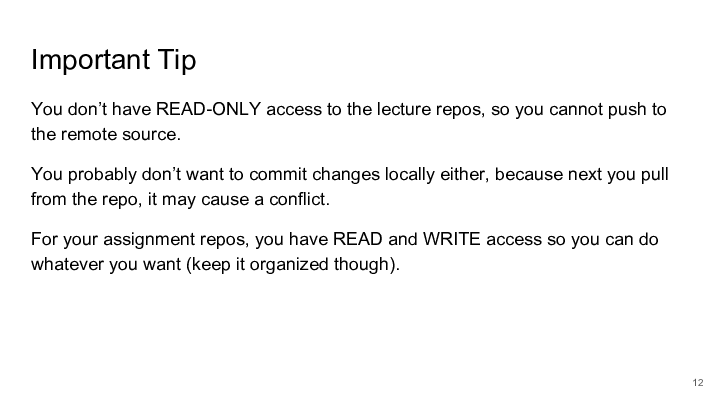 Important Tip
You don’t have READ-ONLY access to the lecture repos, so you cannot push to
the remote source.
You probably don’t want to commit changes locally either, because next you pull
from the repo, it may cause a conflict.
For your assignment repos, you have READ and WRITE access so you can do
whatever you want (keep it organized though).
12